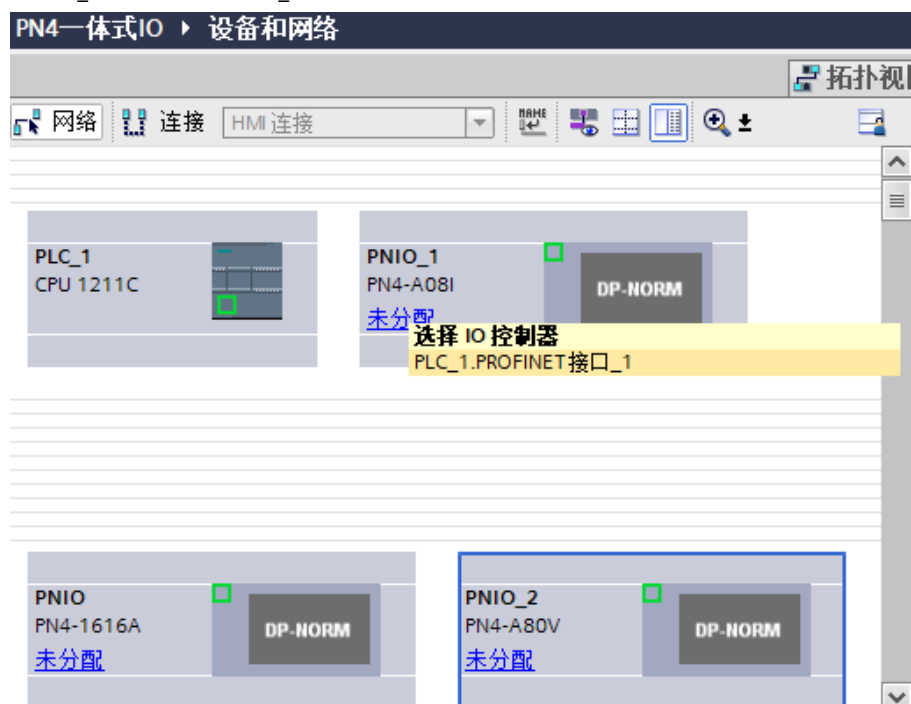 PN4一体式IO ▸ 设备和网络
拓扑视
网络 连接 HMI 连接
PLC_1
CPU 1211C
PNIO_1
PN4-A08I
未分配
DP-NORM
选择 IO 控制器
PLC_1.PROFINET接口_1
PNIO
PN4-1616A
未分配
DP-NORM
PNIO_2
PN4-A80V
未分配
DP-NORM